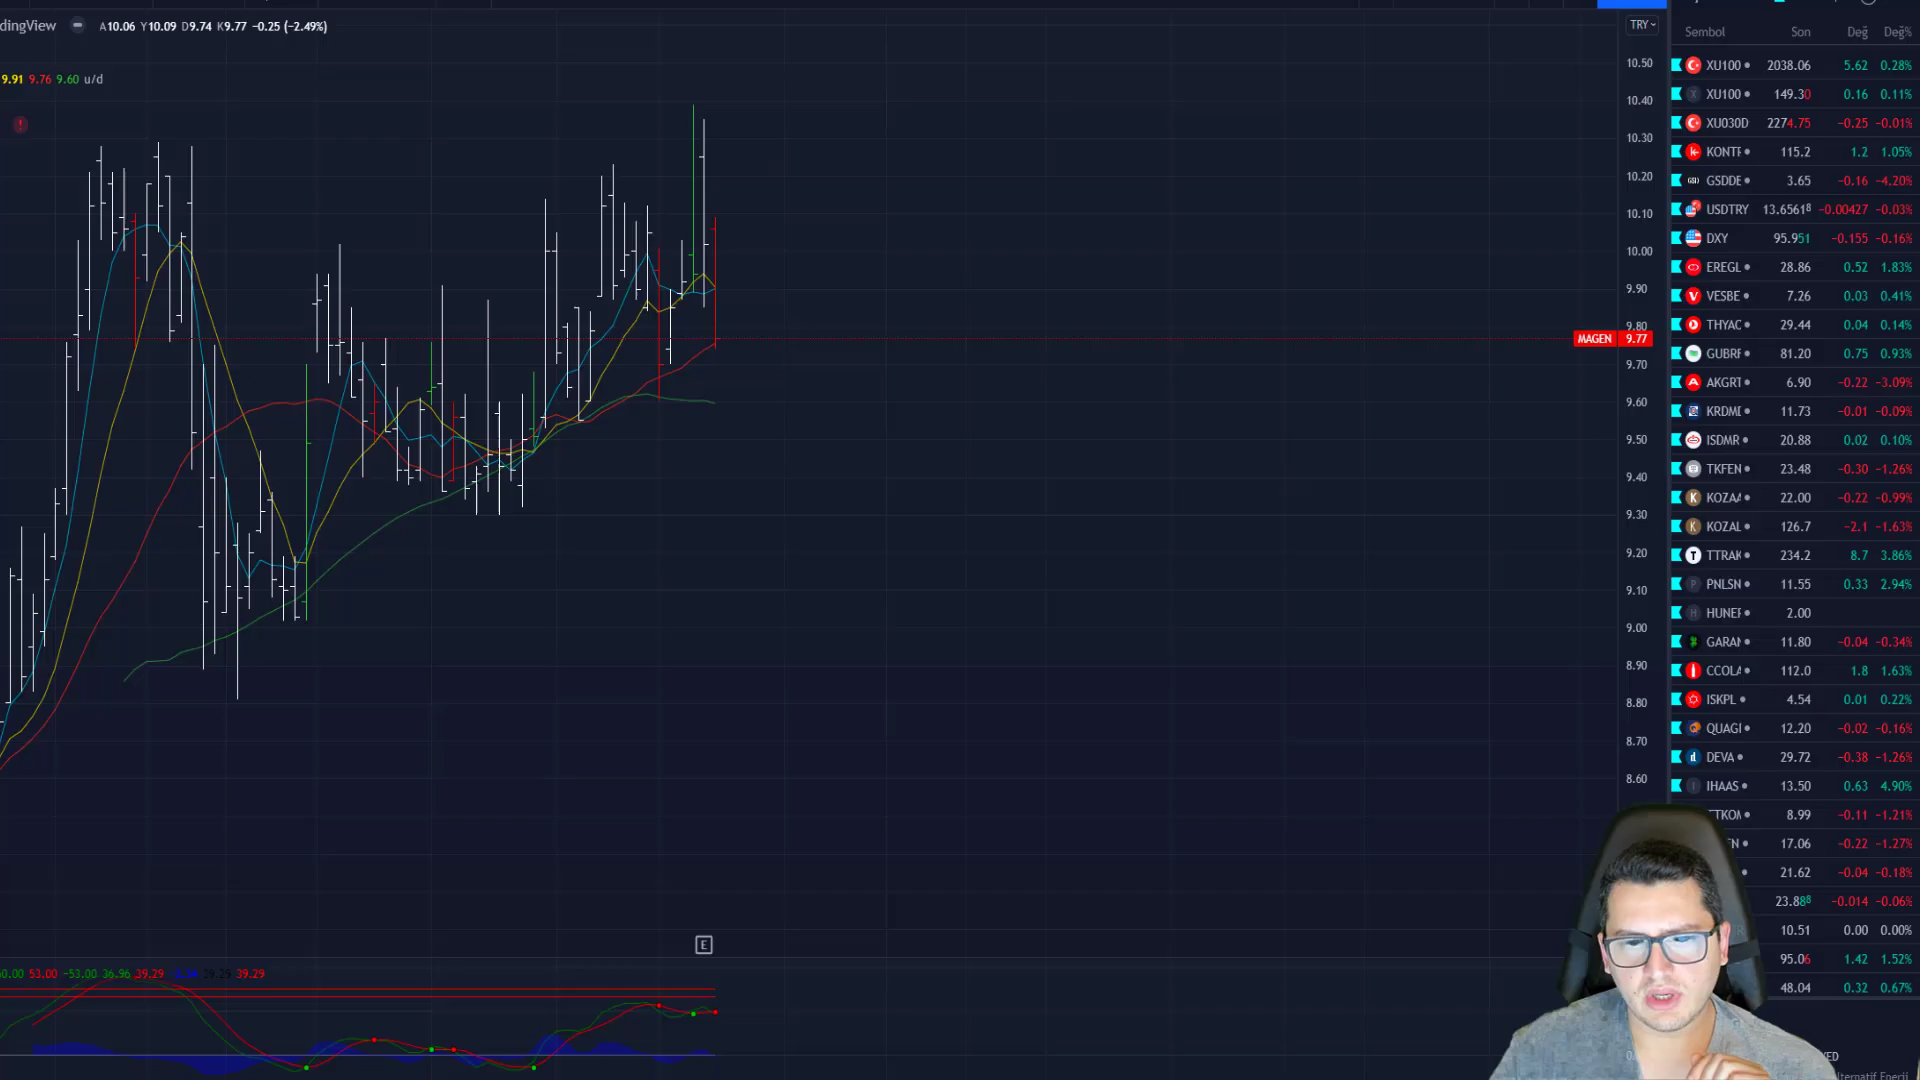 dingView A10.06 Y10.09 D9.74 K9.77 −0.25 (−2.49%)
TRY
9.91 9.76 9.60 u/d
10.50
10.40
10.30
10.20
10.10
10.00
9.90
9.80
MAGEN 9.77
9.70
9.60
9.50
9.40
9.30
9.20
9.10
9.00
8.90
8.80
8.70
8.60
E
53.00 −53.00 36.96 39.29 39.29
Sembol Son Değ Değ%
XU100 2038.06 5.62 0.28%
XU100 149.30 0.16 0.11%
XU030D 2274.75 −0.25 −0.01%
KONTR 115.2 1.2 1.05%
GSDDE 3.65 −0.16 −4.20%
USDTRY 13.6561⁸ −0.00427 −0.03%
DXY 95.951 −0.155 −0.16%
EREGL 28.86 0.52 1.83%
VESBE 7.26 0.03 0.41%
THYAO 29.44 0.04 0.14%
GUBRF 81.20 0.75 0.93%
AKGRT 6.90 −0.22 −3.09%
KRDMD 11.73 −0.01 −0.09%
ISDMR 20.88 0.02 0.10%
TKFEN 23.48 −0.30 −1.26%
KOZAA 22.00 −0.22 −0.99%
KOZAL 126.7 −2.1 −1.63%
TTRAK 234.2 8.7 3.86%
PNLSN 11.55 0.33 2.94%
HUNER 2.00
GARAN 11.80 −0.04 −0.34%
CCOLA 112.0 1.8 1.63%
ISKPL 4.54 0.01 0.22%
QUAGR 12.20 −0.02 −0.16%
DEVA 29.72 −0.38 −1.26%
IHAAS 13.50 0.63 4.90%
TTKOM 8.99 −0.11 −1.21%
17.06 −0.22 −1.27%
21.62 −0.04 −0.18%
23.88⁸ −0.014 −0.06%
10.51 0.00 0.00%
95.06 1.42 1.52%
48.04 0.32 0.67%